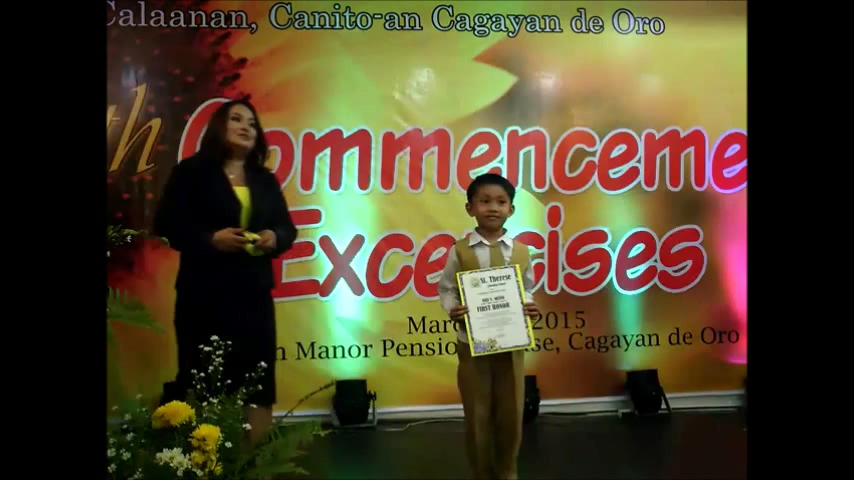 Calaanan, Canito-an Cagayan de Oro
th Commenceme
Excercises
Marc 2015
n Manor Pensio se, Cagayan de Oro
St. Therese
FIRST HONOR